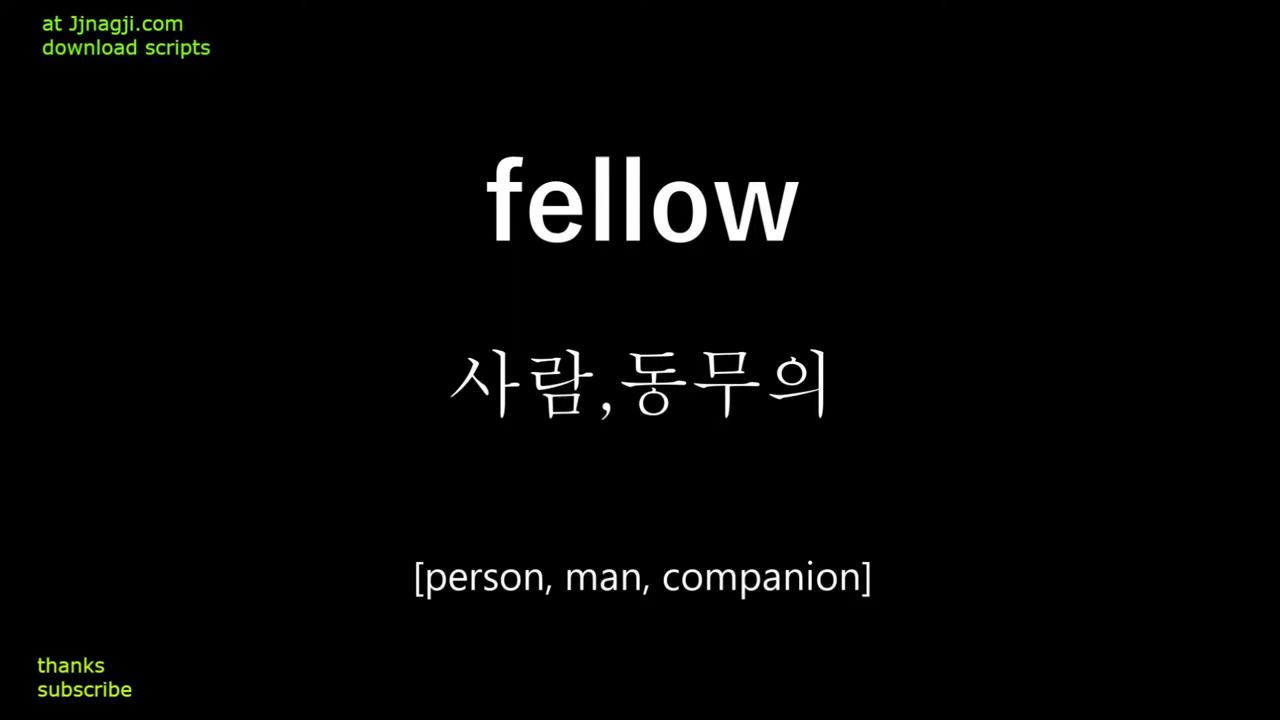 at Jjnagji.com
download scripts
fellow
사람,동무의
[person, man, companion]
thanks
subscribe